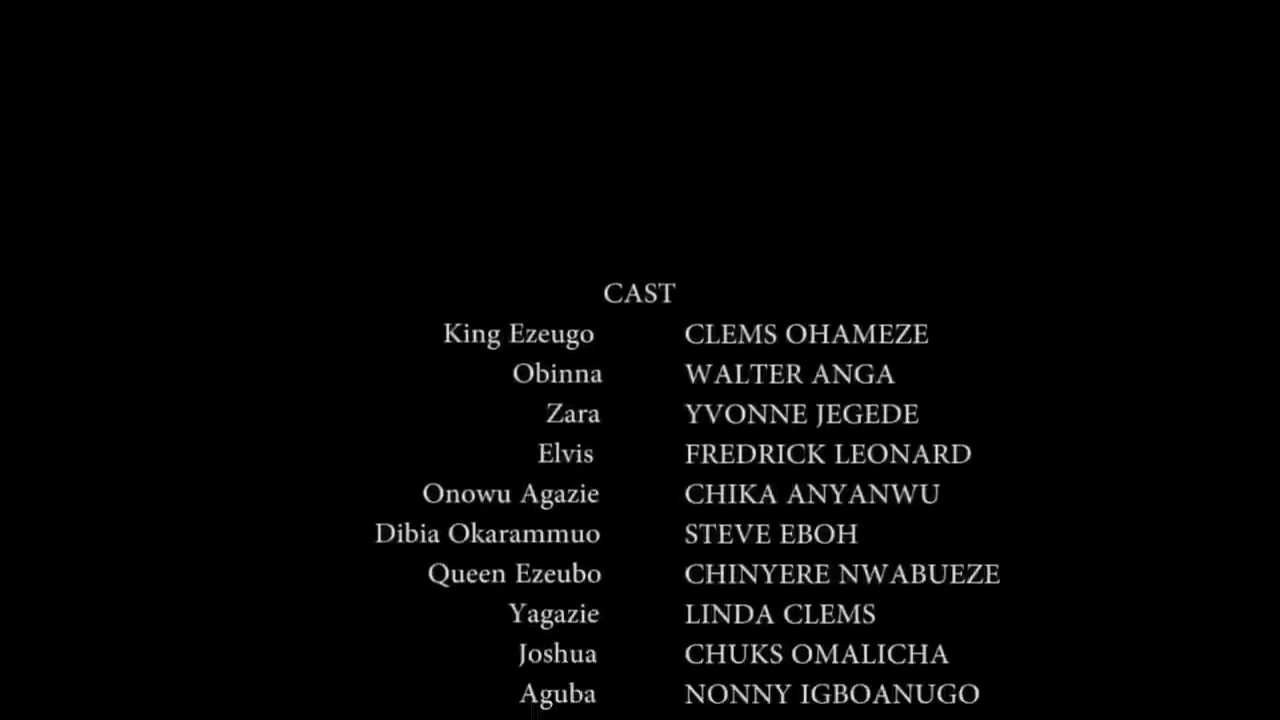 CAST
King Ezeugo CLEMS OHAMEZE
Obinna WALTER ANGA
Zara YVONNE JEGEDE
Elvis FREDRICK LEONARD
Onowu Agazie CHIKA ANYANWU
Dibia Okarammuo STEVE EBOH
Queen Ezeubo CHINYERE NWABUEZE
Yagazie LINDA CLEMS
Joshua CHUKS OMALICHA
Aguba NONNY IGBOANUGO